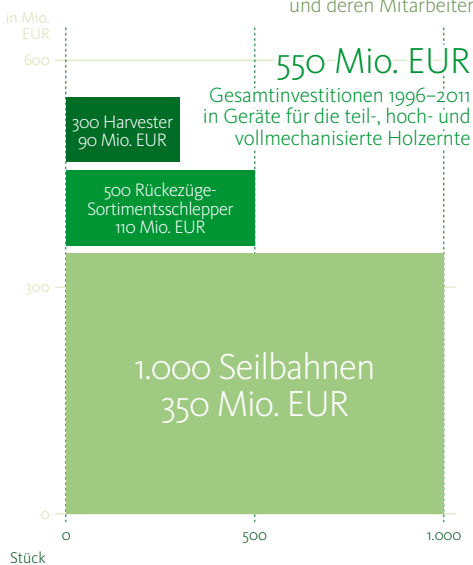 und deren Mitarbeiter
in Mio.
EUR
600
550 Mio. EUR
Gesamtinvestitionen 1996–2011
in Geräte für die teil-, hoch- und
vollmechanisierte Holzernte
300 Harvester
90 Mio. EUR
500 Rückezüge-
Sortimentsschlepper
110 Mio. EUR
300
1.000 Seilbahnen
350 Mio. EUR
0
0
500
1.000
Stück